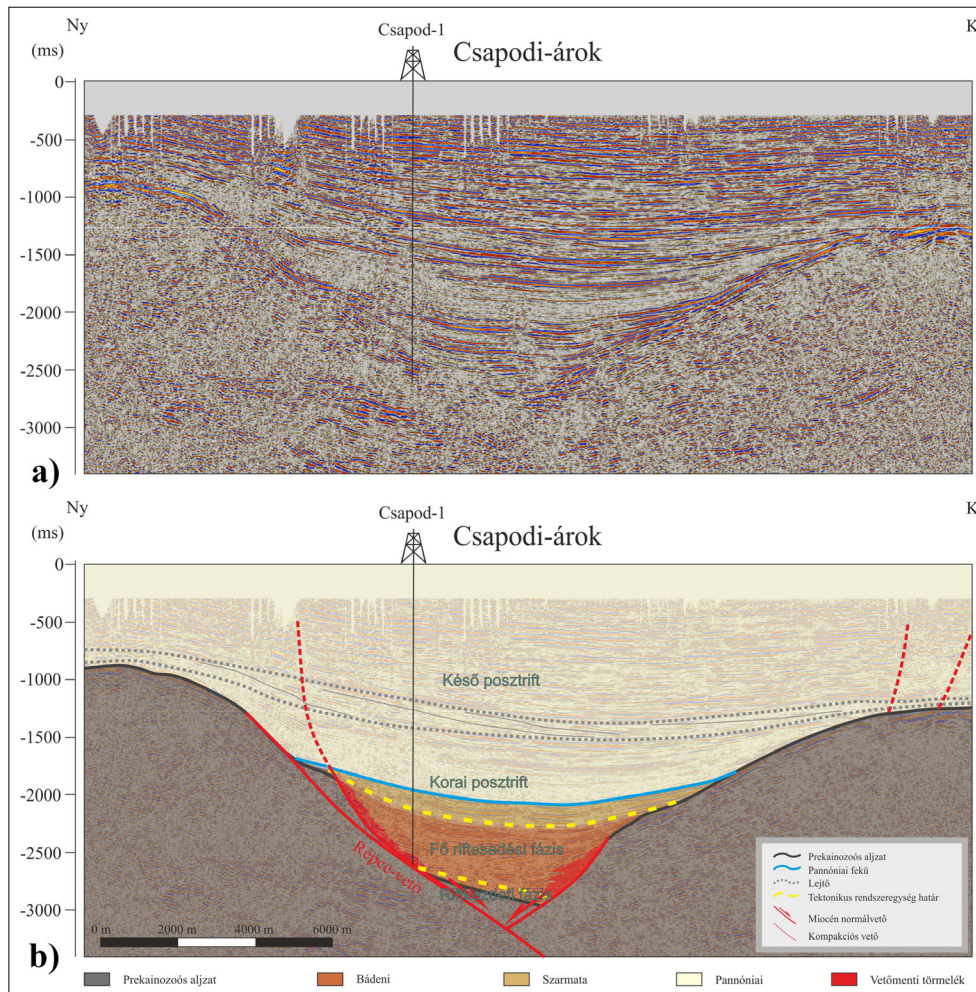 Ny
Csapod-1
K
(ms)
Csapodi-árok
0
-500
-1000
-1500
-2000
-2500
-3000
a)
Ny
Csapod-1
K
(ms)
Csapodi-árok
0
-500
-1000
-1500
-2000
-2500
-3000
Késő posztrift
Korai posztrift
Fő riftesedési fázis
Répce-vető
fázis
0 m 2000 m 4000 m 6000 m
b)
Prekainozoós aljzat
Pannóniai fekü
Lejtő
Tektonikus rendszeregység határ
Miocén normálvető
Kompakciós vető
Prekainozoós aljzat Bádeni Szarmata Pannóniai Vetőmenti törmelék